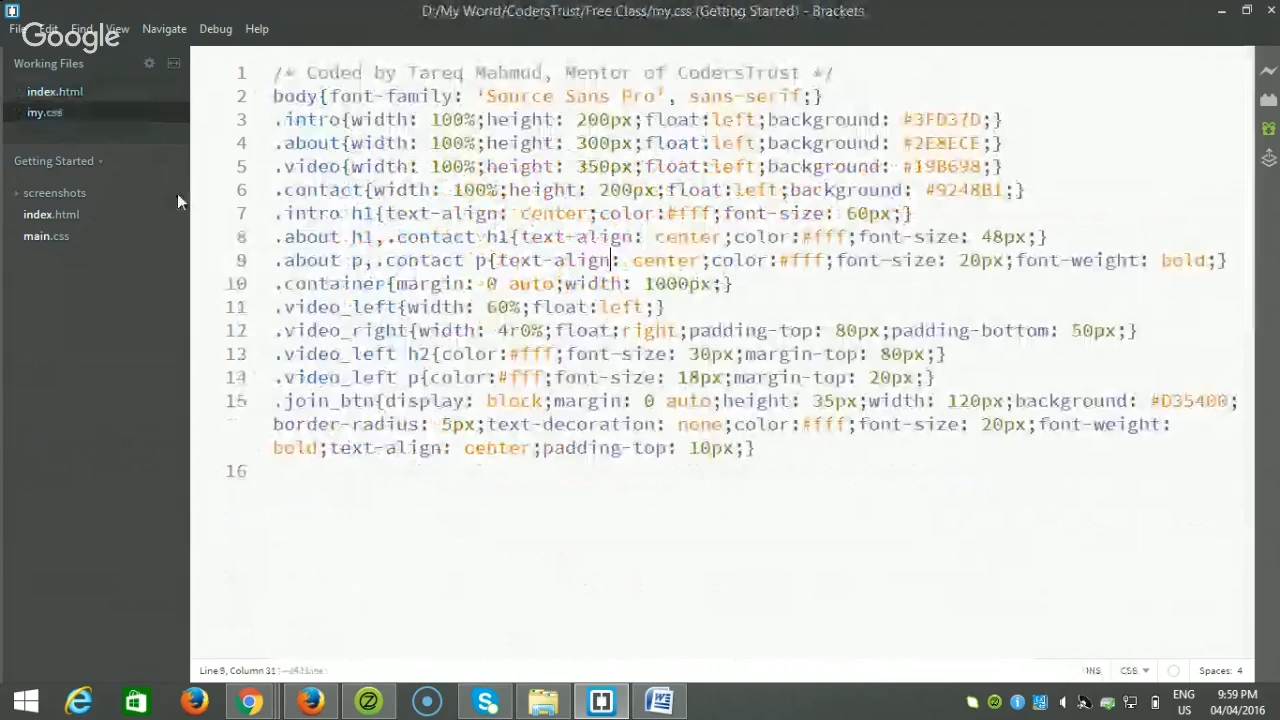 D:/My World/CodersTrust/Free Class/my.css (Getting Started) - Brackets
File Edit Find View Navigate Debug Help
Google
Working Files
index.html
my.css
Getting Started
screenshots
index.html
main.css
1 /* Coded by Tareq Mahmud, Mentor of CodersTrust */
2 body{font-family: 'Source Sans Pro', sans-serif;}
3 .intro{width: 100%;height: 200px;float:left;background: #3FD37D;}
4 .about{width: 100%;height: 300px;float:left;background: #2E8ECE;}
5 .video{width: 100%;height: 350px;float:left;background: #19B698;}
6 .contact{width: 100%;height: 200px;float:left;background: #9248B1;}
7 .intro h1{text-align: center;color:#fff;font-size: 60px;}
8 .about h1,.contact h1{text-align: center;color:#fff;font-size: 48px;}
9 .about p,.contact p{text-align: center;color:#fff;font-size: 20px;font-weight: bold;}
10 .container{margin: 0 auto;width: 1000px;}
11 .video_left{width: 60%;float:left;}
12 .video_right{width: 4r0%;float:right;padding-top: 80px;padding-bottom: 50px;}
13 .video_left h2{color:#fff;font-size: 30px;margin-top: 80px;}
14 .video_left p{color:#fff;font-size: 18px;margin-top: 20px;}
15 .join_btn{display: block;margin: 0 auto;height: 35px;width: 120px;background: #D35400;
border-radius: 5px;text-decoration: none;color:#fff;font-size: 20px;font-weight:
bold;text-align: center;padding-top: 10px;}
16
Line 9, Column 31
INS CSS Spaces: 4
ENG 9:59 PM
US 04/04/2016